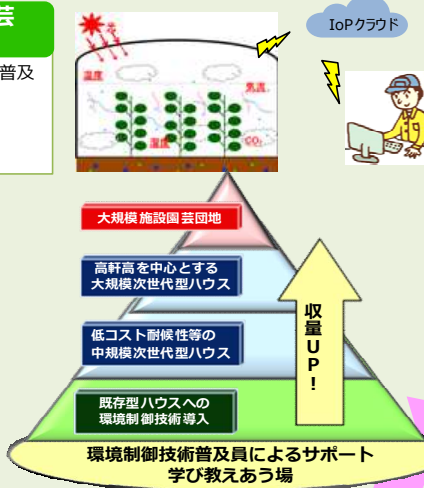 芸
普及
IoPクラウド
光
温度
気温
湿度
CO₂
大規模施設園芸団地
高軒高を中心とする
大規模次世代型ハウス
低コスト耐候性等の
中規模次世代型ハウス
既存型ハウスへの
環境制御技術導入
収量UP!
環境制御技術普及員によるサポート
学び教えあう場